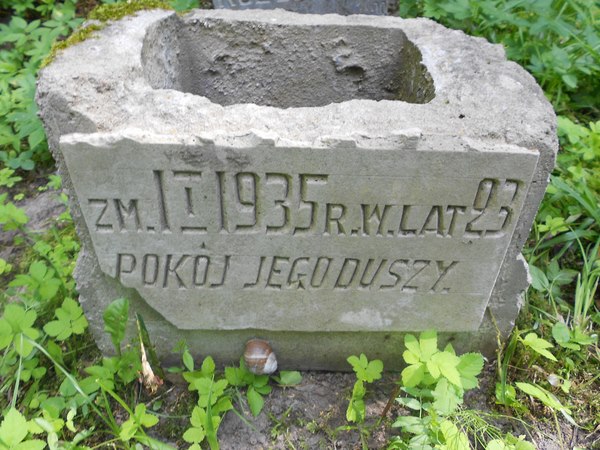 ZM. 1 I 1935 R. W. LAT 23
POKÓJ JEGO DUSZY.